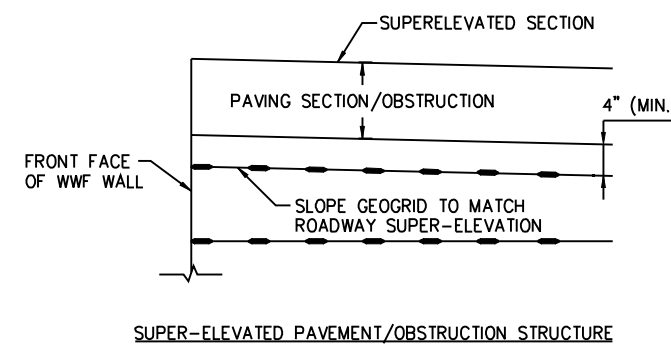 SUPERELEVATED SECTION
PAVING SECTION/OBSTRUCTION
4" (MIN.
FRONT FACE
OF WWF WALL
SLOPE GEOGRID TO MATCH
ROADWAY SUPER-ELEVATION
SUPER-ELEVATED PAVEMENT/OBSTRUCTION STRUCTURE